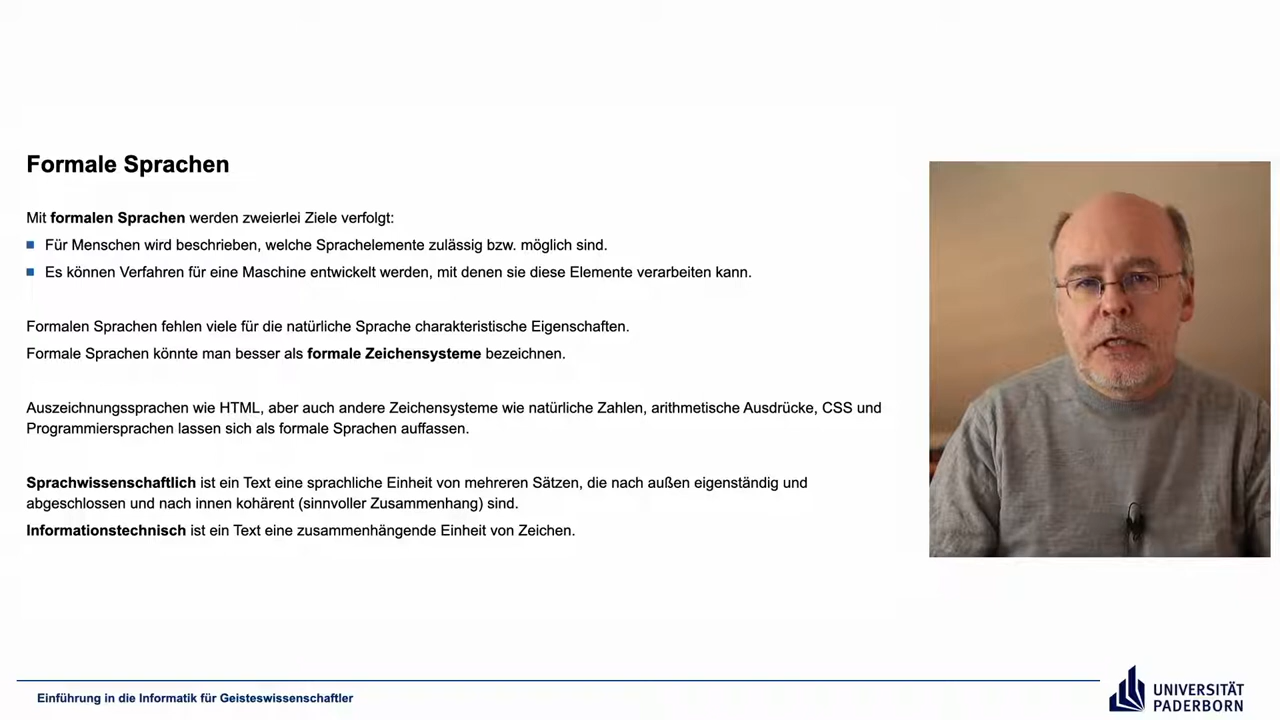 Formale Sprachen
Mit formalen Sprachen werden zweierlei Ziele verfolgt:
Für Menschen wird beschrieben, welche Sprachelemente zulässig bzw. möglich sind.
Es können Verfahren für eine Maschine entwickelt werden, mit denen sie diese Elemente verarbeiten kann.
Formalen Sprachen fehlen viele für die natürliche Sprache charakteristische Eigenschaften.
Formale Sprachen könnte man besser als formale Zeichensysteme bezeichnen.
Auszeichnungssprachen wie HTML, aber auch andere Zeichensysteme wie natürliche Zahlen, arithmetische Ausdrücke, CSS und
Programmiersprachen lassen sich als formale Sprachen auffassen.
Sprachwissenschaftlich ist ein Text eine sprachliche Einheit von mehreren Sätzen, die nach außen eigenständig und
abgeschlossen und nach innen kohärent (sinnvoller Zusammenhang) sind.
Informationstechnisch ist ein Text eine zusammenhängende Einheit von Zeichen.
Einführung in die Informatik für Geisteswissenschaftler
UNIVERSITÄT
PADERBORN